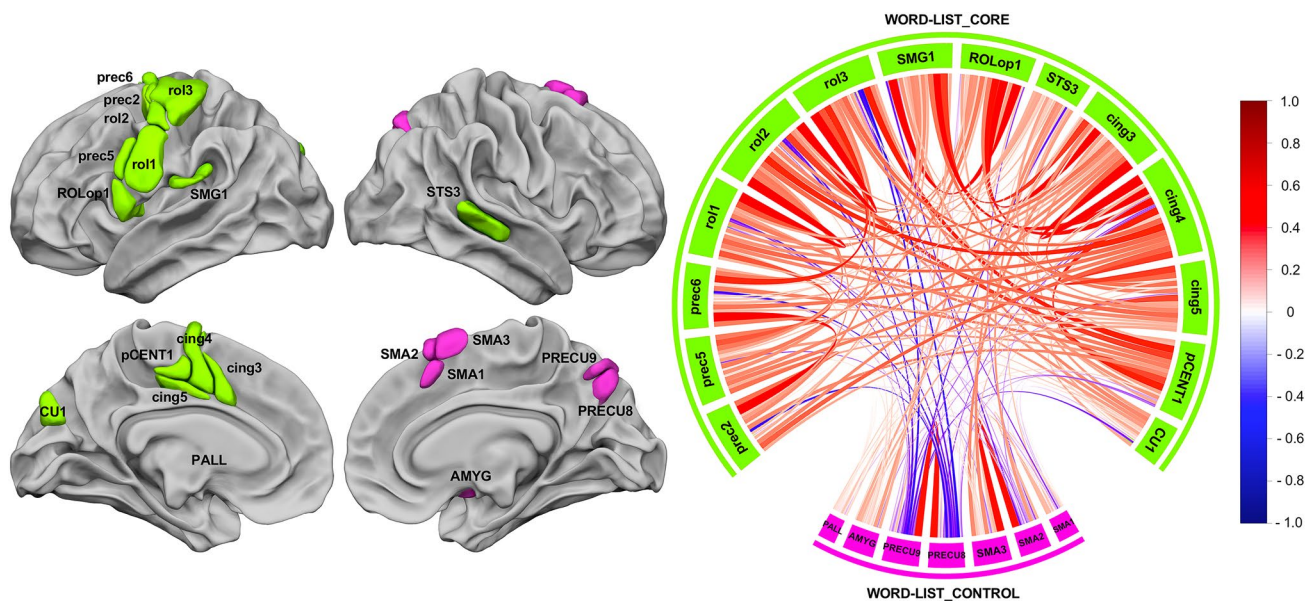 prec6
rol3
prec2
rol2
prec5
rol1
ROLop1
SMG1
STS3
pCENT1
cing4
cing3
cing5
CU1
PALL
SMA2
SMA3
SMA1
PRECU9
PRECU8
AMYG
WORD-LIST_CORE
prec2
prec5
prec6
rol1
rol2
rol3
SMG1
ROLop1
STS3
cing3
cing4
cing5
pCENT1
CU1
PALL
AMYG
PRECU9
PRECU8
SMA3
SMA2
SMA1
WORD-LIST_CONTROL
1.0
0.8
0.6
0.4
0.2
0
- 0.2
- 0.4
- 0.6
- 0.8
- 1.0